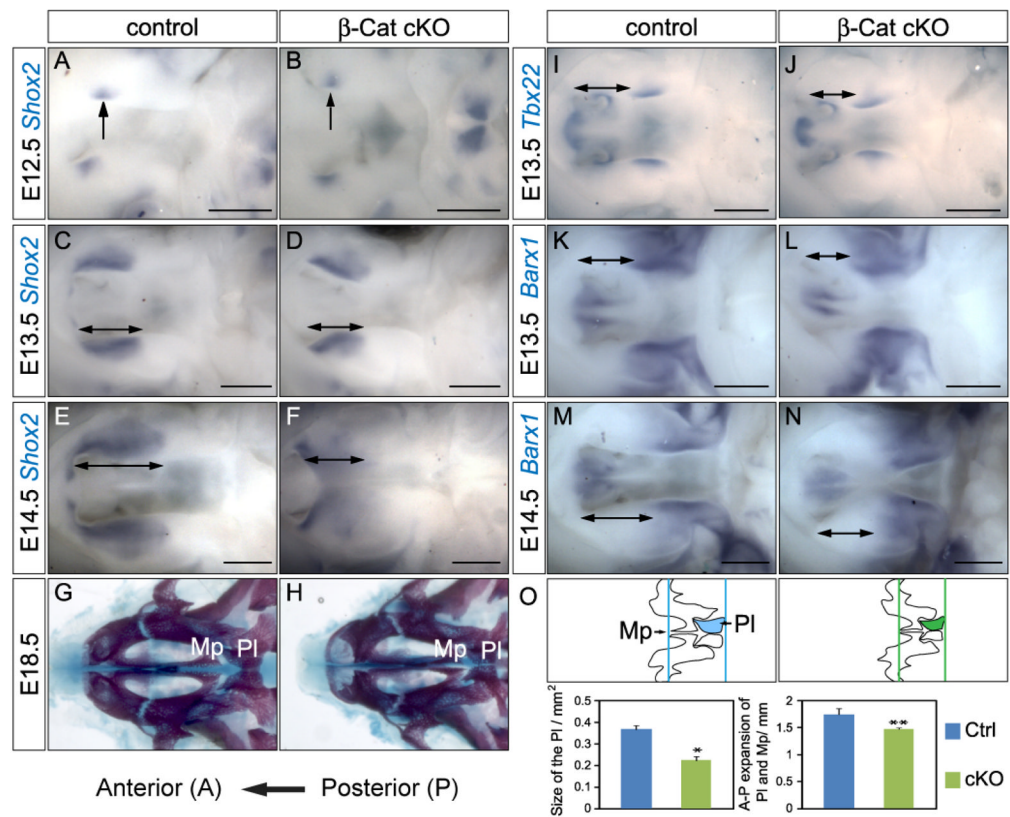 control
β-Cat cKO
control
β-Cat cKO
E12.5 Shox2
A
B
E13.5 Shox2
C
D
E14.5 Shox2
E
F
E18.5
G
Mp Pl
H
Mp Pl
Anterior (A)
Posterior (P)
E13.5 Tbx22
I
J
E13.5 Barx1
K
L
E14.5 Barx1
M
N
O
Mp
Pl
Size of the Pl / mm²
0.5
0.4
0.3
0.2
0.1
0
*
A-P expansion of
Pl and Mp/ mm
2
1.5
1
0.5
0
**
Ctrl
cKO